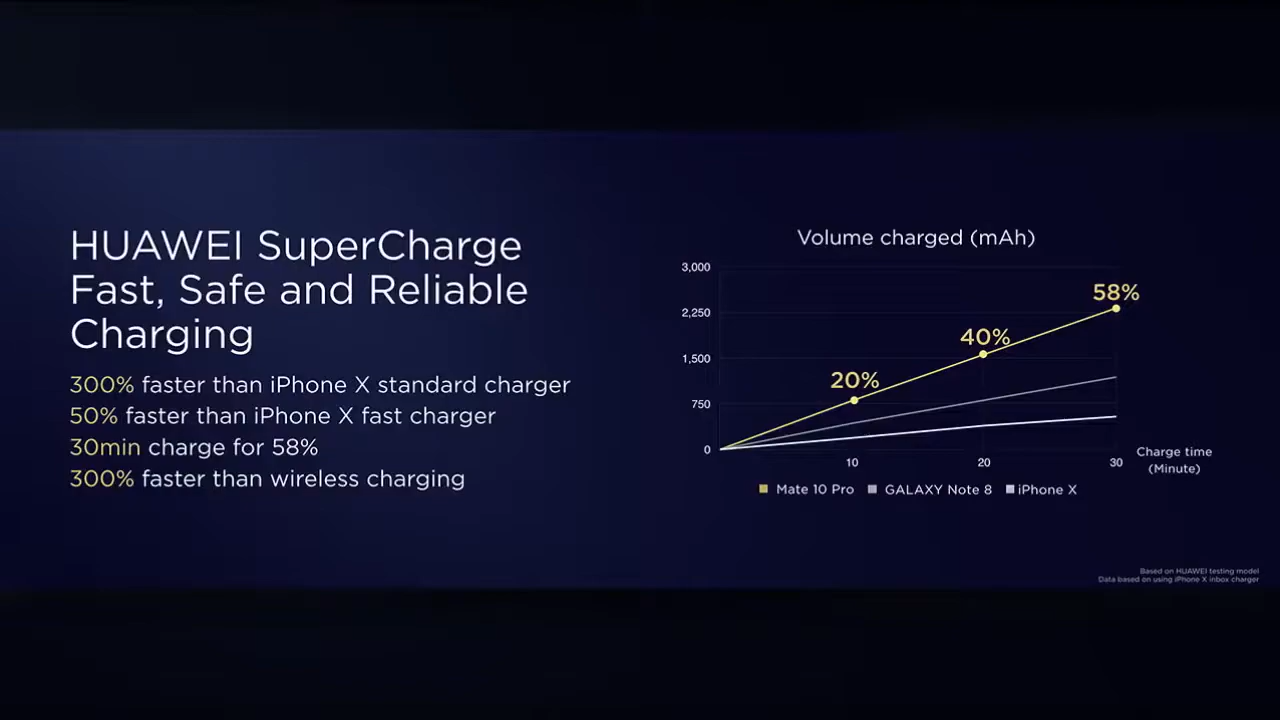 HUAWEI SuperCharge
Fast, Safe and Reliable
Charging
300% faster than iPhone X standard charger
50% faster than iPhone X fast charger
30min charge for 58%
300% faster than wireless charging
Volume charged (mAh)
3,000
2,250
1,500
750
0
20%
40%
58%
10
20
30
Charge time
(Minute)
Mate 10 Pro GALAXY Note 8 iPhone X
Based on HUAWEI testing model
Data based on using iPhone X inbox charger